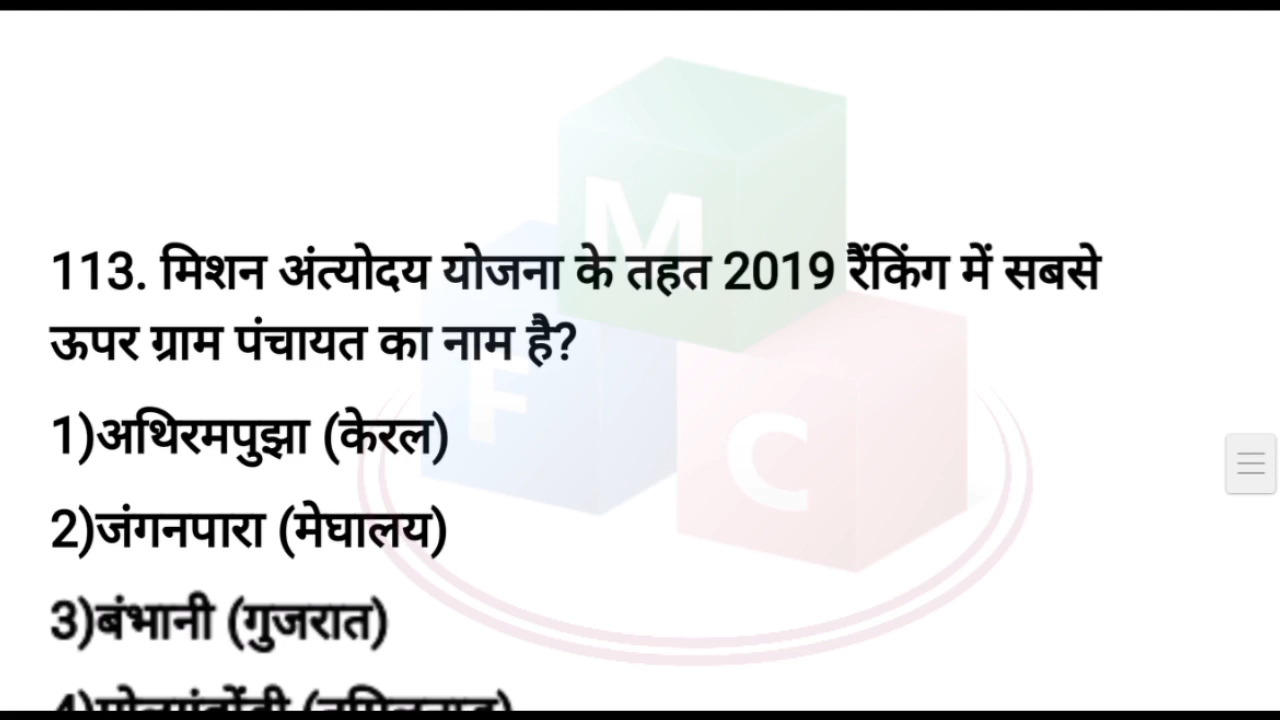 113. मिशन अंत्योदय योजना के तहत 2019 रैंकिंग में सबसे
ऊपर ग्राम पंचायत का नाम है?
1)अथिरमपुझा (केरल)
2)जंगनपारा (मेघालय)
3)बंभानी (गुजरात)
M
F
C